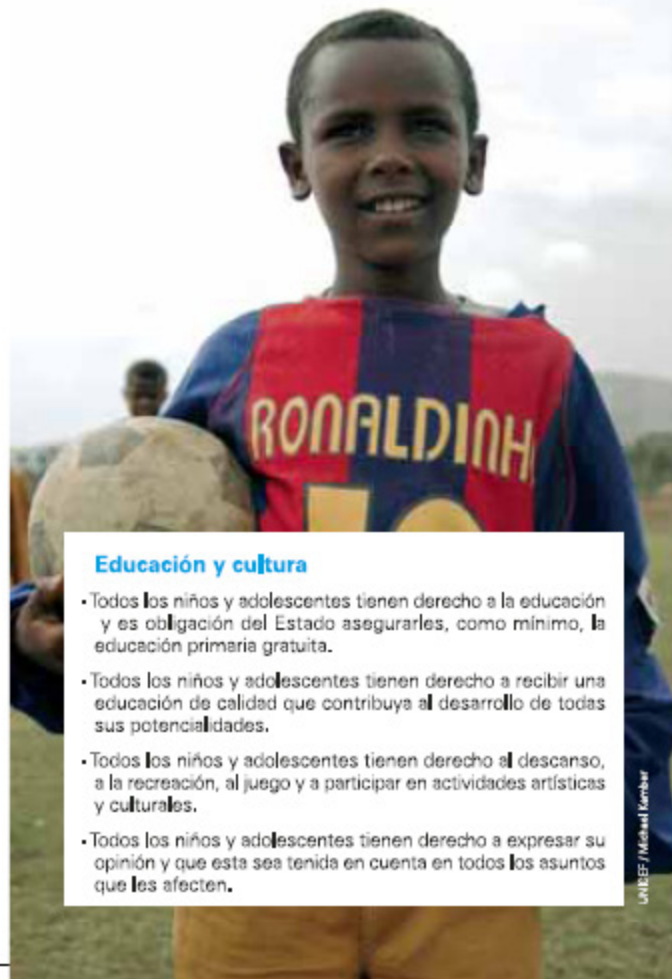 RONALDINH
10
Educación y cultura
• Todos los niños y adolescentes tienen derecho a la educación
y es obligación del Estado asegurarles, como mínimo, la
educación primaria gratuita.
• Todos los niños y adolescentes tienen derecho a recibir una
educación de calidad que contribuya al desarrollo de todas
sus potencialidades.
• Todos los niños y adolescentes tienen derecho al descanso,
a la recreación, al juego y a participar en actividades artísticas
y culturales.
• Todos los niños y adolescentes tienen derecho a expresar su
opinión y que esta sea tenida en cuenta en todos los asuntos
que les afecten.
UNICEF / Michael Kamber